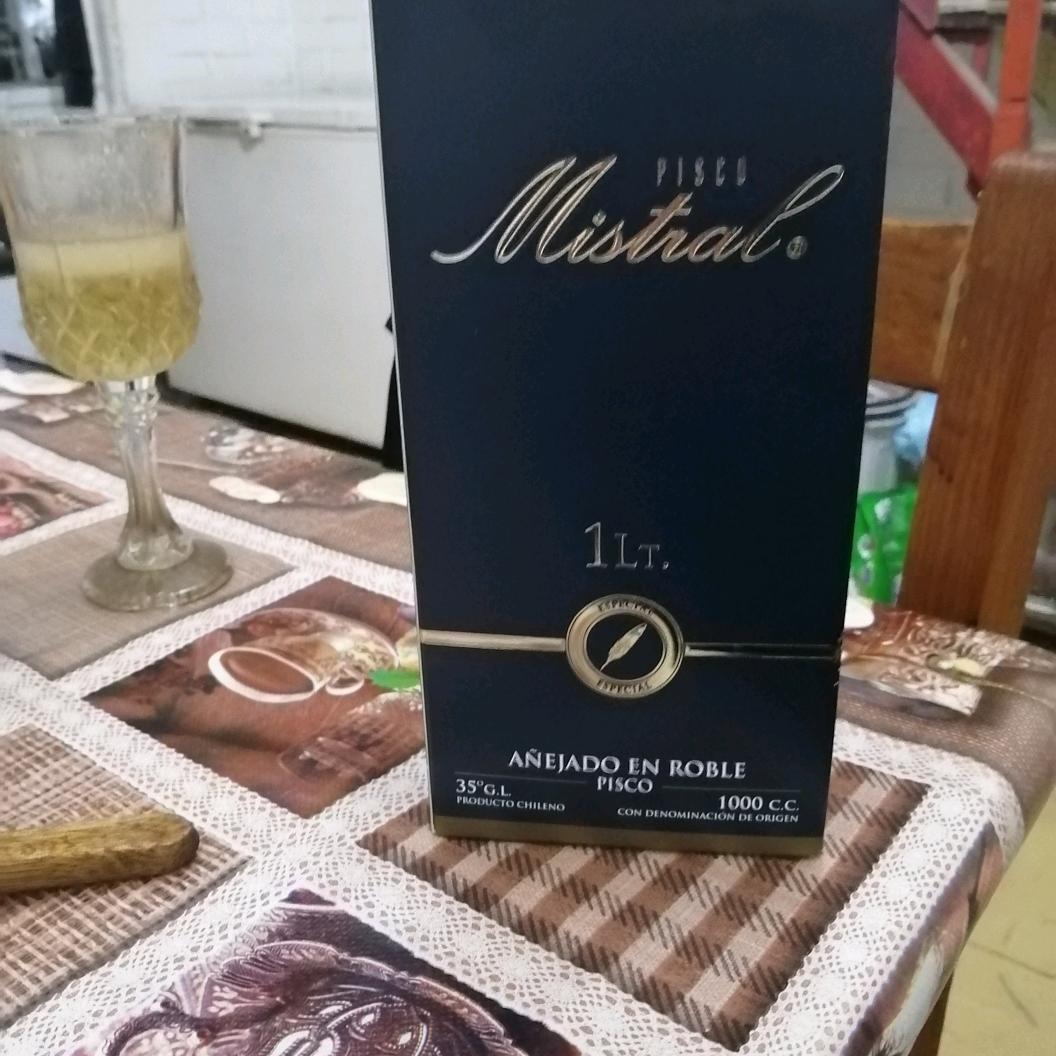 PISCO
Mistral®
1 LT.
ESPECIAL
ESPECIAL
AÑEJADO EN ROBLE
PISCO
35°G.L.
PRODUCTO CHILENO
1000 C.C.
CON DENOMINACIÓN DE ORIGEN